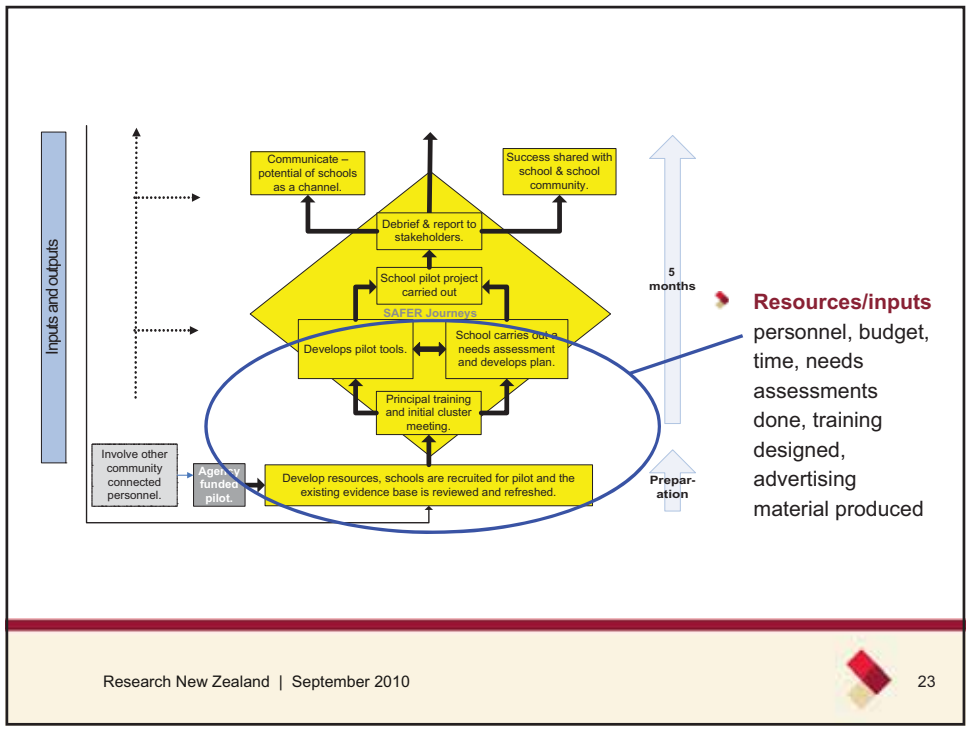 Inputs and outputs
Communicate –
potential of schools
as a channel.
Success shared with
school & school
community.
Debrief & report to
stakeholders.
School pilot project
carried out
SAFER Journeys
Develops pilot tools.
School carries out a
needs assessment
and develops plan.
Principal training
and initial cluster
meeting.
Involve other
community
connected
personnel.
Agency
funded
pilot.
Develop resources, schools are recruited for pilot and the
existing evidence base is reviewed and refreshed.
5
months
Prepar-
ation
Resources/inputs
personnel, budget,
time, needs
assessments
done, training
designed,
advertising
material produced
Research New Zealand | September 2010
23